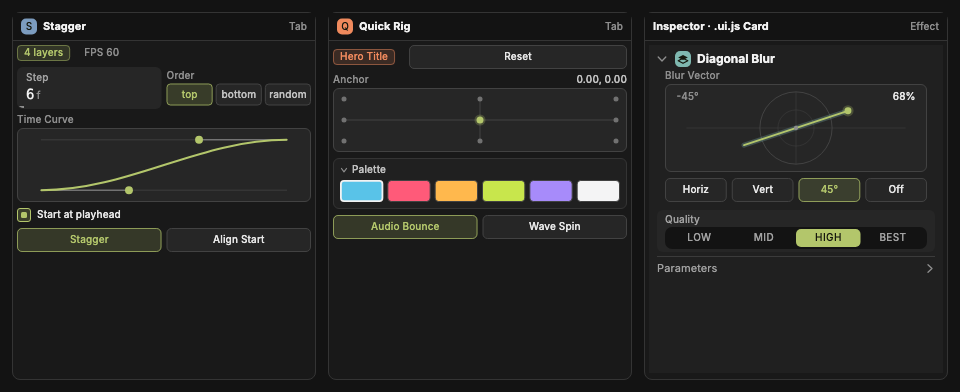 S Stagger Tab
4 layers FPS 60
Step
6 f
Order
top bottom random
Time Curve
Start at playhead
Stagger Align Start
Q Quick Rig Tab
Hero Title Reset
Anchor 0.00, 0.00
Palette
Audio Bounce Wave Spin
Inspector · .ui.js Card Effect
Diagonal Blur
Blur Vector
-45° 68%
Horiz Vert 45° Off
Quality
LOW MID HIGH BEST
Parameters